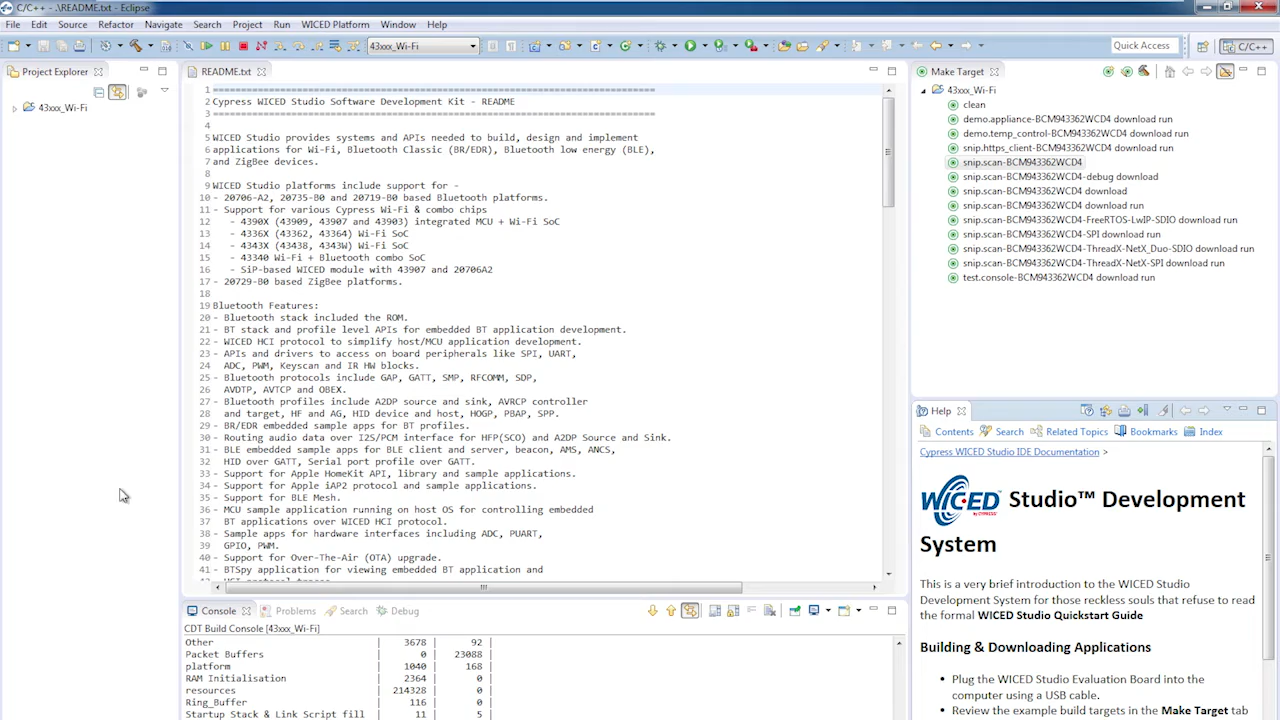 C/C++ - .\README.txt - Eclipse
File Edit Source Refactor Navigate Search Project Run WICED Platform Window Help
43xxx_Wi-Fi
Quick Access
C/C++
Project Explorer
43xxx_Wi-Fi
README.txt
1 =====================================================================
2 Cypress WICED Studio Software Development Kit - README
3 =====================================================================
4
5 WICED Studio provides systems and APIs needed to build, design and implement
6 applications for Wi-Fi, Bluetooth Classic (BR/EDR), Bluetooth low energy (BLE),
7 and ZigBee devices.
8
9 WICED Studio platforms include support for -
10 - 20706-A2, 20735-B0 and 20719-B0 based Bluetooth platforms.
11 - Support for various Cypress Wi-Fi & combo chips
12 - 4390X (43909, 43907 and 43903) integrated MCU + Wi-Fi SoC
13 - 4336X (43362, 43364) Wi-Fi SoC
14 - 4343X (43438, 4343W) Wi-Fi SoC
15 - 43340 Wi-Fi + Bluetooth combo SoC
16 - SiP-based WICED module with 43907 and 20706A2
17 - 20729-B0 based ZigBee platforms.
18
19 Bluetooth Features:
20 - Bluetooth stack included the ROM.
21 - BT stack and profile level APIs for embedded BT application development.
22 - WICED HCI protocol to simplify host/MCU application development.
23 - APIs and drivers to access on board peripherals like SPI, UART,
24 ADC, PWM, Keyscan and IR HW blocks.
25 - Bluetooth protocols include GAP, GATT, SMP, RFCOMM, SDP,
26 AVDTP, AVCTP and OBEX.
27 - Bluetooth profiles include A2DP source and sink, AVRCP controller
28 and target, HF and AG, HID device and host, HOGP, PBAP, SPP.
29 - BR/EDR embedded sample apps for BT profiles.
30 - Routing audio data over I2S/PCM interface for HFP(SCO) and A2DP Source and Sink.
31 - BLE embedded sample apps for BLE client and server, beacon, AMS, ANCS,
32 HID over GATT, Serial port profile over GATT.
33 - Support for Apple HomeKit API, library and sample applications.
34 - Support for Apple iAP2 protocol and sample applications.
35 - Support for BLE Mesh.
36 - MCU sample application running on host OS for controlling embedded
37 BT applications over WICED HCI protocol.
38 - Sample apps for hardware interfaces including ADC, PUART,
39 GPIO, PWM.
40 - Support for Over-The-Air (OTA) upgrade.
41 - BTSpy application for viewing embedded BT application and
42 HCI protocol traces.
Console Problems Search Debug
CDT Build Console [43xxx_Wi-Fi]
Other | 3678 | 92 |
Packet Buffers | 0 | 23088 |
platform | 1040 | 168 |
RAM Initialisation | 2364 | 0 |
resources | 214328 | 0 |
Ring_Buffer | 116 | 0 |
Startup Stack & Link Script fill | 11 | 5 |
Make Target
43xxx_Wi-Fi
clean
demo.appliance-BCM943362WCD4 download run
demo.temp_control-BCM943362WCD4 download run
snip.https_client-BCM943362WCD4 download run
snip.scan-BCM943362WCD4
snip.scan-BCM943362WCD4-debug download
snip.scan-BCM943362WCD4 download
snip.scan-BCM943362WCD4 download run
snip.scan-BCM943362WCD4-FreeRTOS-LwIP-SDIO download run
snip.scan-BCM943362WCD4-SPI download run
snip.scan-BCM943362WCD4-ThreadX-NetX_Duo-SDIO download run
snip.scan-BCM943362WCD4-ThreadX-NetX-SPI download run
test.console-BCM943362WCD4 download run
Help
Contents Search Related Topics Bookmarks Index
Cypress WICED Studio IDE Documentation >
WICED by CYPRESS Studio™ Development
System
This is a very brief introduction to the WICED Studio
Development System for those reckless souls that refuse to read
the formal WICED Studio Quickstart Guide
Building & Downloading Applications
• Plug the WICED Studio Evaluation Board into the
computer using a USB cable.
• Review the example build targets in the Make Target tab